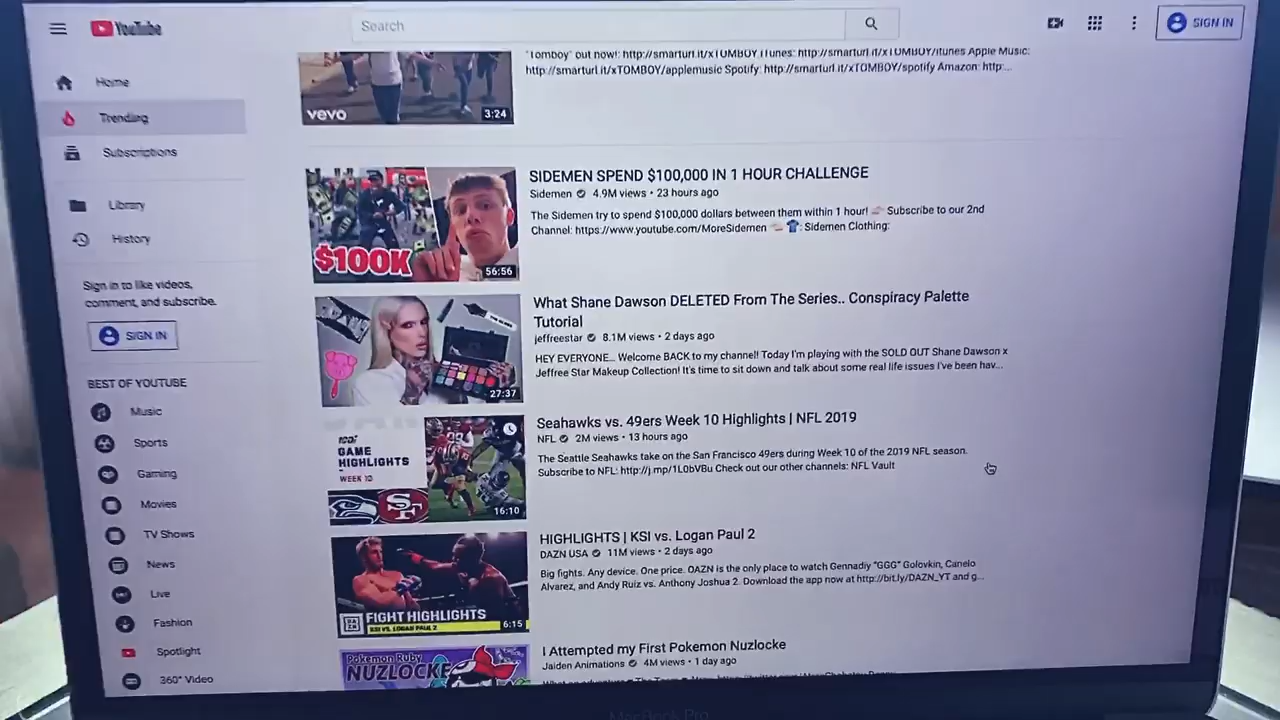 YouTube
Search
SIGN IN
Home
Trending
Subscriptions
Library
History
Sign in to like videos,
comment, and subscribe.
SIGN IN
BEST OF YOUTUBE
Music
Sports
Gaming
Movies
TV Shows
News
Live
Fashion
Spotlight
360° Video
"Tomboy" out now!: http://smarturl.it/xTOMBOY iTunes: http://smarturl.it/xTOMBOY/itunes Apple Music:
http://smarturl.it/xTOMBOY/applemusic Spotify: http://smarturl.it/xTOMBOY/spotify Amazon: http:...
vevo
3:24
SIDEMEN SPEND $100,000 IN 1 HOUR CHALLENGE
Sidemen 4.9M views • 23 hours ago
The Sidemen try to spend $100,000 dollars between them within 1 hour! Subscribe to our 2nd
Channel: https://www.youtube.com/MoreSidemen : Sidemen Clothing:
$100K
56:56
What Shane Dawson DELETED From The Series.. Conspiracy Palette
Tutorial
jeffreestar 8.1M views • 2 days ago
HEY EVERYONE... Welcome BACK to my channel! Today I'm playing with the SOLD OUT Shane Dawson x
Jeffree Star Makeup Collection! It's time to sit down and talk about some real life issues I've been hav...
27:37
Seahawks vs. 49ers Week 10 Highlights | NFL 2019
NFL 2M views • 13 hours ago
The Seattle Seahawks take on the San Francisco 49ers during Week 10 of the 2019 NFL season.
Subscribe to NFL: http://j.mp/1L0bVBu Check out our other channels: NFL Vault
GAME
HIGHLIGHTS
WEEK 10
SF
16:10
HIGHLIGHTS | KSI vs. Logan Paul 2
DAZN USA 11M views • 2 days ago
Big fights. Any device. One price. DAZN is the only place to watch Gennadiy "GGG" Golovkin, Canelo
Alvarez, and Andy Ruiz vs. Anthony Joshua 2. Download the app now at http://bit.ly/DAZN_YT and g...
DAZN
FIGHT HIGHLIGHTS
KSI VS. LOGAN PAUL 2
6:15
I Attempted my First Pokemon Nuzlocke
Jaiden Animations 4M views • 1 day ago
Pokemon Ruby
NUZLOCKE
MacBook Pro